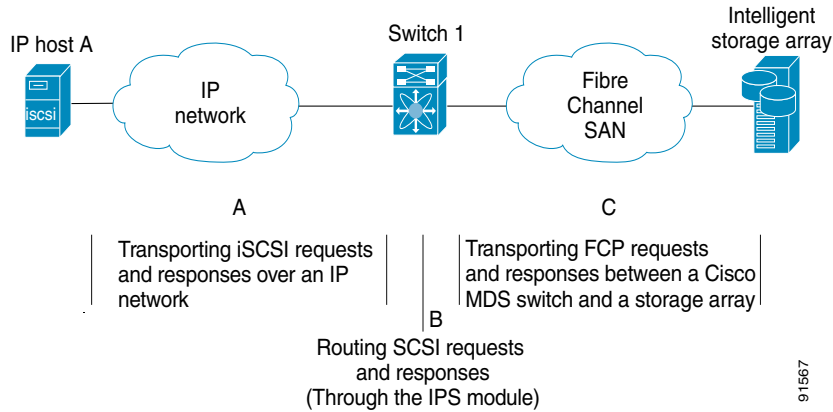 IP host A
iscsi
IP
network
Switch 1
Fibre
Channel
SAN
Intelligent
storage array
A
Transporting iSCSI requests
and responses over an IP
network
B
Routing SCSI requests
and responses
(Through the IPS module)
C
Transporting FCP requests
and responses between a Cisco
MDS switch and a storage array
91567